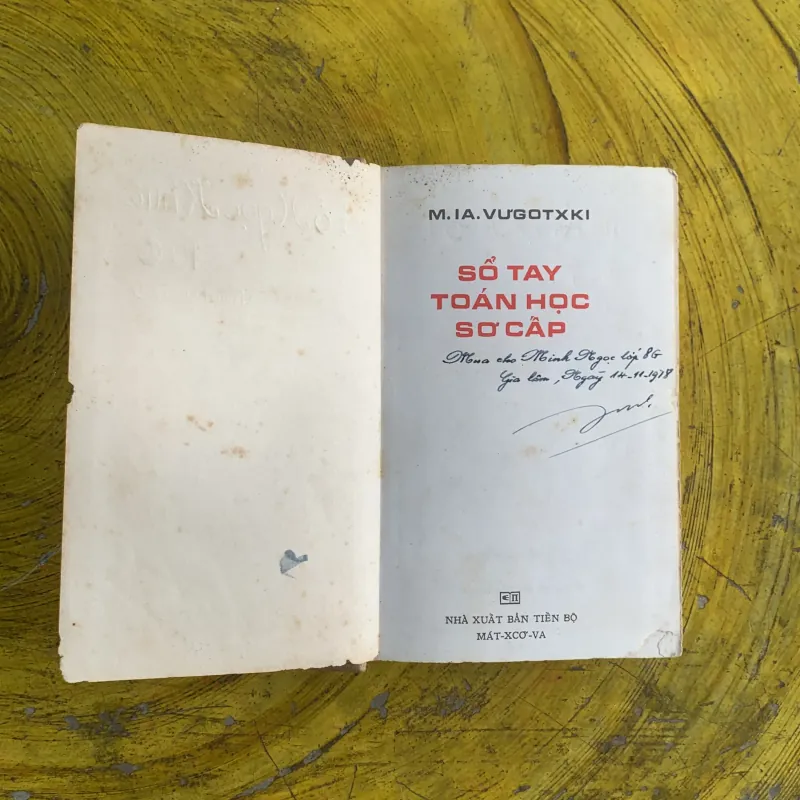 M.IA.VƯGOTXKI
SỔ TAY
TOÁN HỌC
SƠ CẤP
Mua cho Minh Ngọc lớp 8G
Gia lâm, Ngày 14-11-1978
NHÀ XUẤT BẢN TIẾN BỘ
MÁT-XCƠ-VA